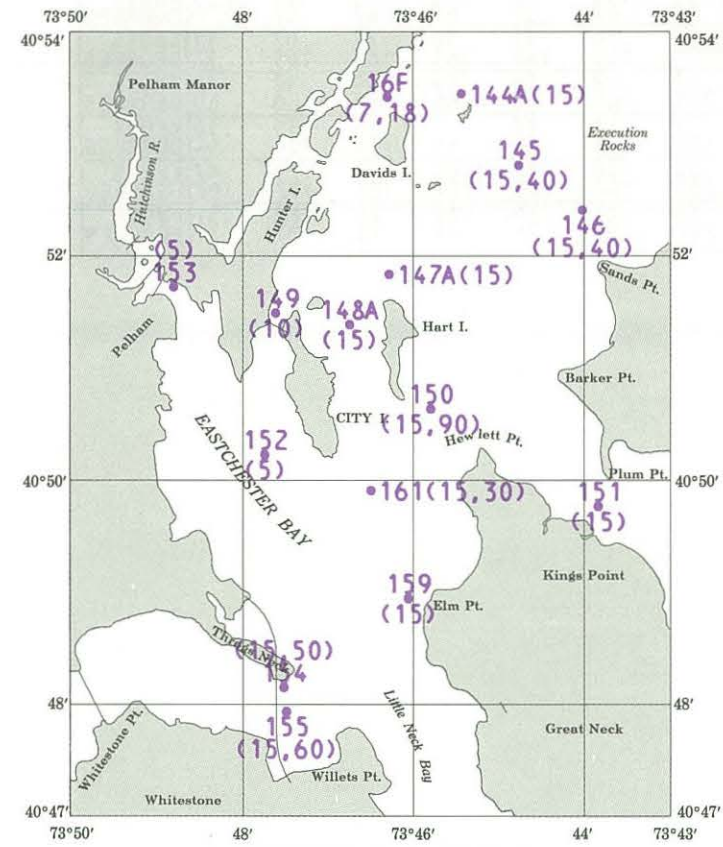 73°50' 48' 73°46' 44' 73°43'
40°54' 40°54'
Pelham Manor
16F
(7,18)
144A(15)
Execution
Rocks
145
(15,40)
Davids I.
Hutchinson R.
Hunter I.
146
(15,40)
52' 52'
(5)
153
147A(15)
Sands Pt.
149
(10)
148A
(15)
Hart I.
Pelham
Barker Pt.
150
(15,90)
CITY I.
Hewlett Pt.
152
(5)
EASTCHESTER BAY
Plum Pt.
40°50' 40°50'
161(15,30)
151
(15)
Kings Point
159
(15)
Elm Pt.
(15,50)
Throgs Neck
48' 48'
155
(15,60)
Little Neck Bay
Great Neck
Whitestone Pt.
Willets Pt.
Whitestone
40°47' 40°47'
73°50' 48' 73°46' 44' 73°43'